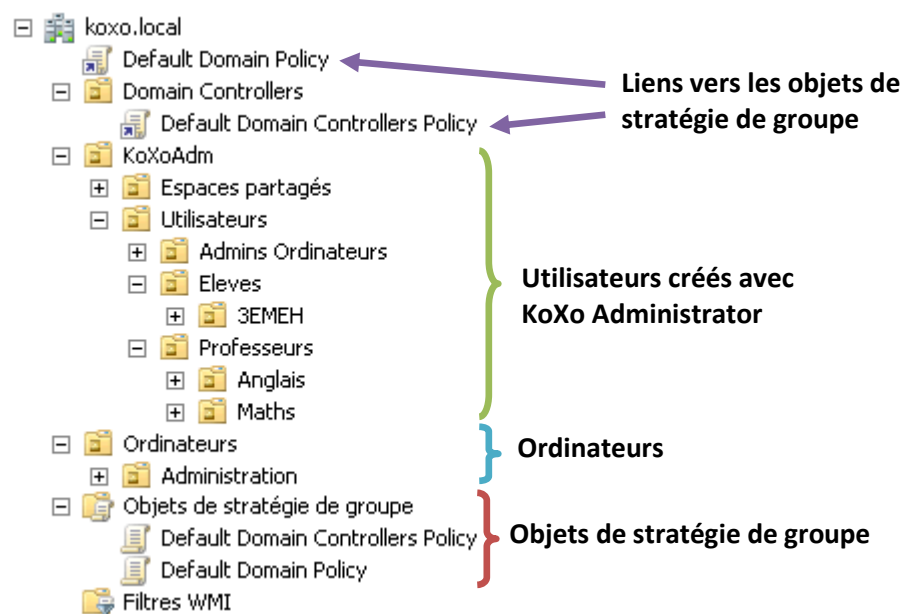 koxo.local
Default Domain Policy
Liens vers les objets de
stratégie de groupe
Domain Controllers
Default Domain Controllers Policy
KoXoAdm
Espaces partagés
Utilisateurs
Admins Ordinateurs
Eleves
3EMEH
Professeurs
Anglais
Maths
Utilisateurs créés avec
KoXo Administrator
Ordinateurs
Administration
Ordinateurs
Objets de stratégie de groupe
Default Domain Controllers Policy
Default Domain Policy
Objets de stratégie de groupe
Filtres WMI